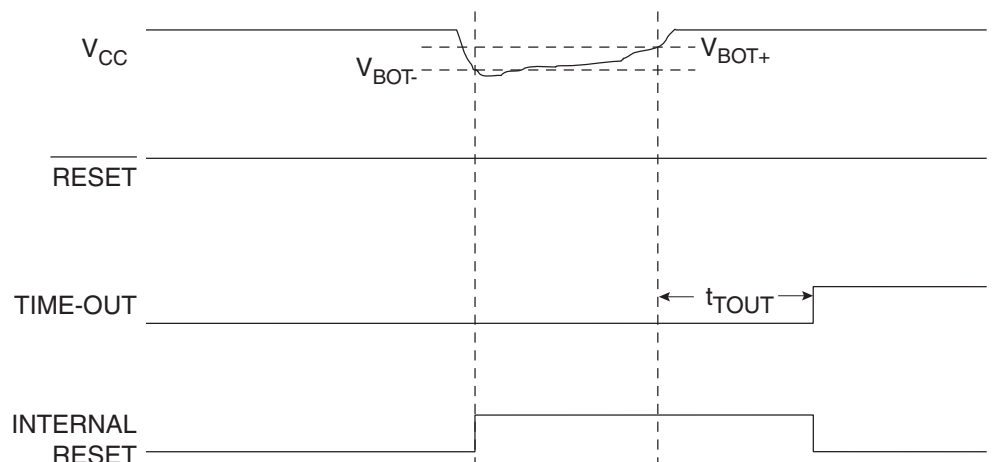 VCC
VBOT-
VBOT+
RESET
TIME-OUT
tTOUT
INTERNAL
RESET